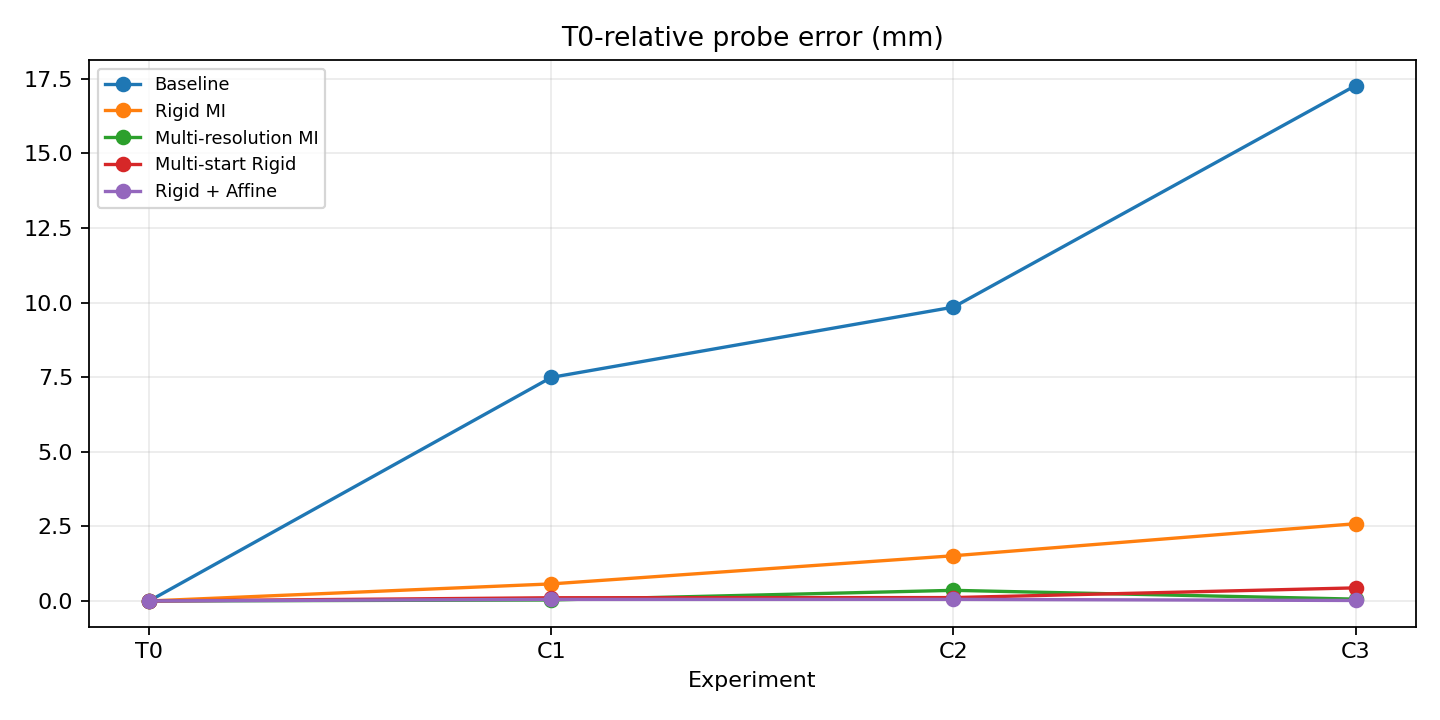 T0-relative probe error (mm)
17.5
15.0
12.5
10.0
7.5
5.0
2.5
0.0
Baseline
Rigid MI
Multi-resolution MI
Multi-start Rigid
Rigid + Affine
T0 C1 C2 C3
Experiment